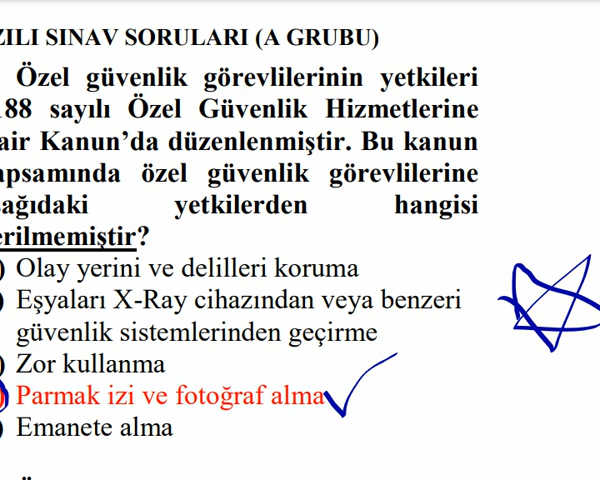 ZILI SINAV SORULARI (A GRUBU)
Özel güvenlik görevlilerinin yetkileri
188 sayılı Özel Güvenlik Hizmetlerine
air Kanun’da düzenlenmiştir. Bu kanun
apsamında özel güvenlik görevlilerine
şağıdaki yetkilerden hangisi
erilmemiştir?
) Olay yerini ve delilleri koruma
) Eşyaları X-Ray cihazından veya benzeri
güvenlik sistemlerinden geçirme
) Zor kullanma
) Parmak izi ve fotoğraf alma
) Emanete alma